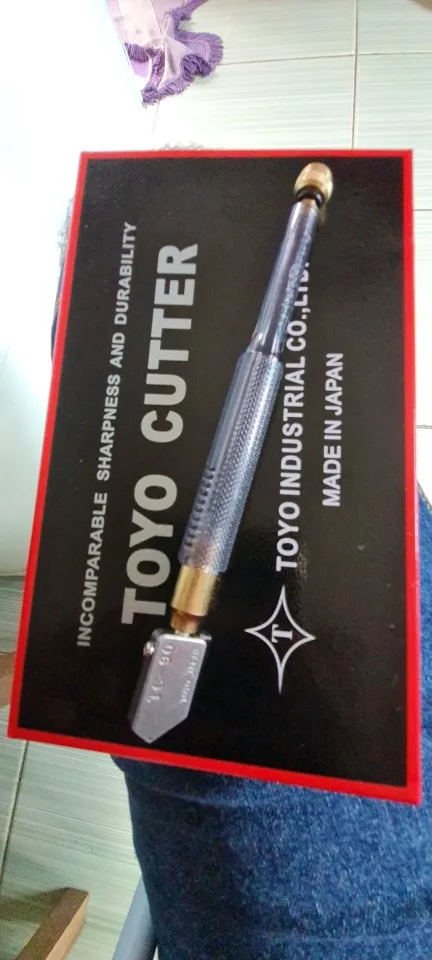 INCOMPARABLE SHARPNESS AND DURABILITY
TOYO CUTTER
TC-90
T
TOYO INDUSTRIAL CO.,LTD.
MADE IN JAPAN